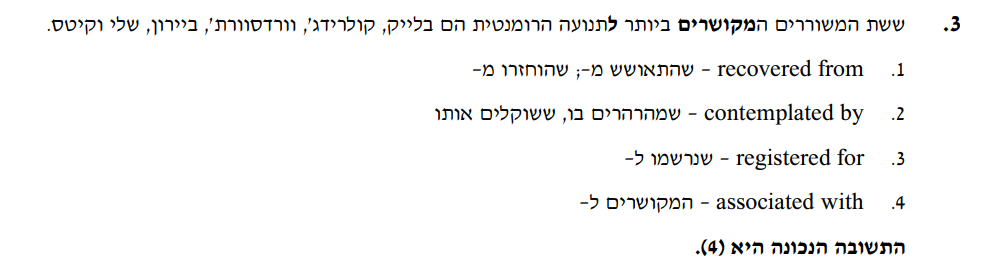 3. ששת המשוררים המקושרים ביותר לתנועה הרומנטית הם בלייק, קולרידג', וורדסוורת', ביירון, שלי וקיטס.
1. recovered from – שהתאושש מ-; שהוחזרו מ-
2. contemplated by – שמהרהרים בו, ששוקלים אותו
3. registered for – שנרשמו ל-
4. associated with – המקושרים ל-
התשובה הנכונה היא (4).